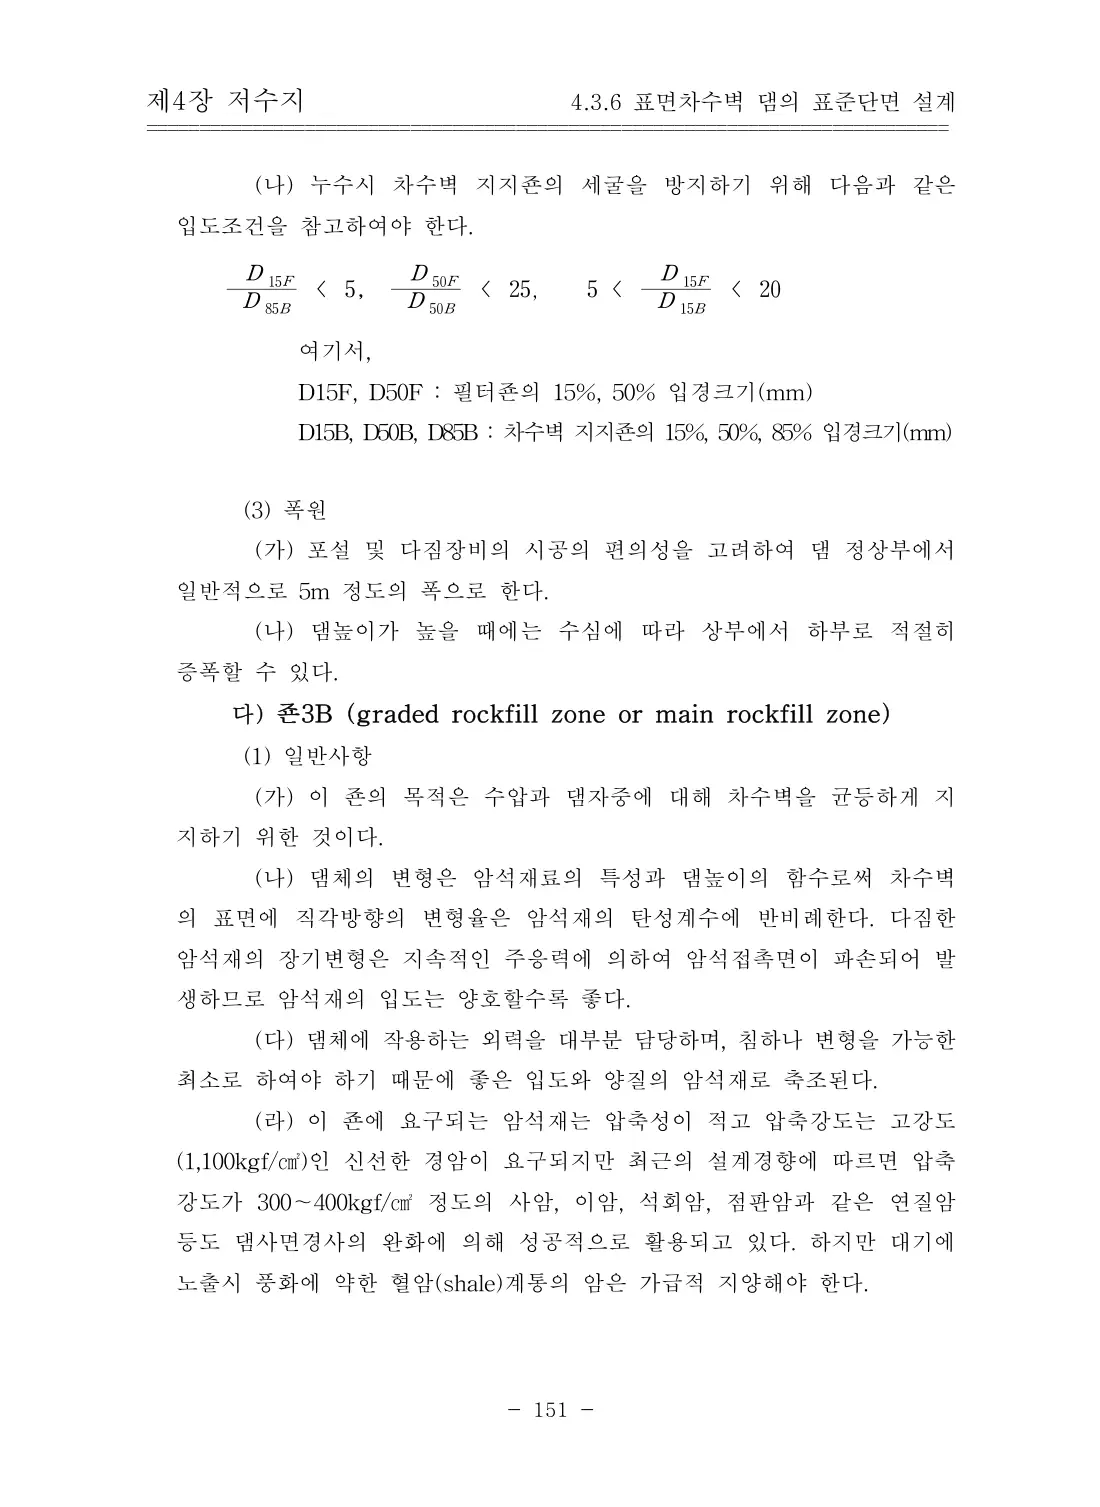 제4장 저수지 4.3.6 표면차수벽 댐의 표준단면 설계
(나) 누수시 차수벽 지지죤의 세굴을 방지하기 위해 다음과 같은
입도조건을 참고하여야 한다.
D 15F / D 85B < 5, D 50F / D 50B < 25, 5 < D 15F / D 15B < 20
여기서,
D15F, D50F : 필터죤의 15%, 50% 입경크기(mm)
D15B, D50B, D85B : 차수벽 지지죤의 15%, 50%, 85% 입경크기(mm)
(3) 폭원
(가) 포설 및 다짐장비의 시공의 편의성을 고려하여 댐 정상부에서
일반적으로 5m 정도의 폭으로 한다.
(나) 댐높이가 높을 때에는 수심에 따라 상부에서 하부로 적절히
증폭할 수 있다.
다) 죤3B (graded rockfill zone or main rockfill zone)
(1) 일반사항
(가) 이 죤의 목적은 수압과 댐자중에 대해 차수벽을 균등하게 지
지하기 위한 것이다.
(나) 댐체의 변형은 암석재료의 특성과 댐높이의 함수로써 차수벽
의 표면에 직각방향의 변형율은 암석재의 탄성계수에 반비례한다. 다짐한
암석재의 장기변형은 지속적인 주응력에 의하여 암석접촉면이 파손되어 발
생하므로 암석재의 입도는 양호할수록 좋다.
(다) 댐체에 작용하는 외력을 대부분 담당하며, 침하나 변형을 가능한
최소로 하여야 하기 때문에 좋은 입도와 양질의 암석재로 축조된다.
(라) 이 죤에 요구되는 암석재는 압축성이 적고 압축강도는 고강도
(1,100kgf/㎠)인 신선한 경암이 요구되지만 최근의 설계경향에 따르면 압축
강도가 300～400kgf/㎠ 정도의 사암, 이암, 석회암, 점판암과 같은 연질암
등도 댐사면경사의 완화에 의해 성공적으로 활용되고 있다. 하지만 대기에
노출시 풍화에 약한 혈암(shale)계통의 암은 가급적 지양해야 한다.
- 151 -